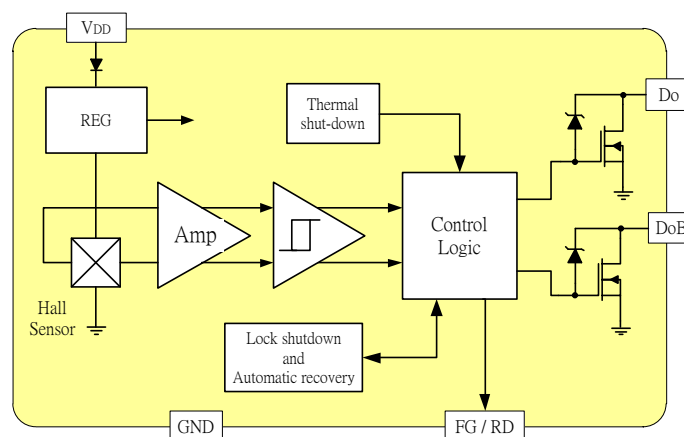 VDD
REG
Thermal
shut-down
Do
Amp
Control
Logic
DoB
Hall
Sensor
Lock shutdown
and
Automatic recovery
GND
FG / RD